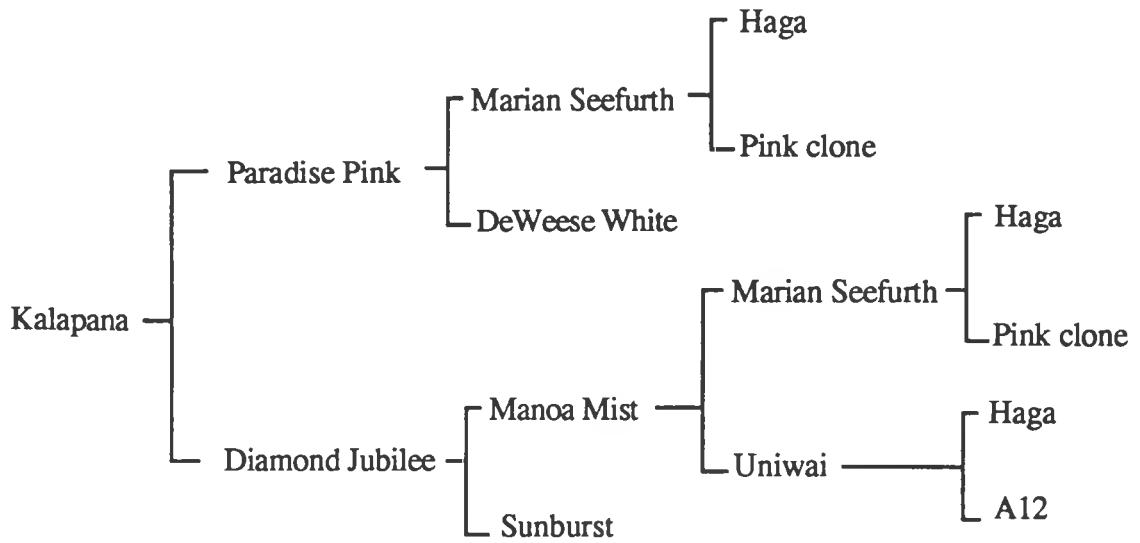 Haga
Marian Seefurth
Pink clone
Paradise Pink
Haga
DeWeese White
Marian Seefurth
Kalapana
Pink clone
Manoa Mist
Haga
Diamond Jubilee
Uniwai
A12
Sunburst